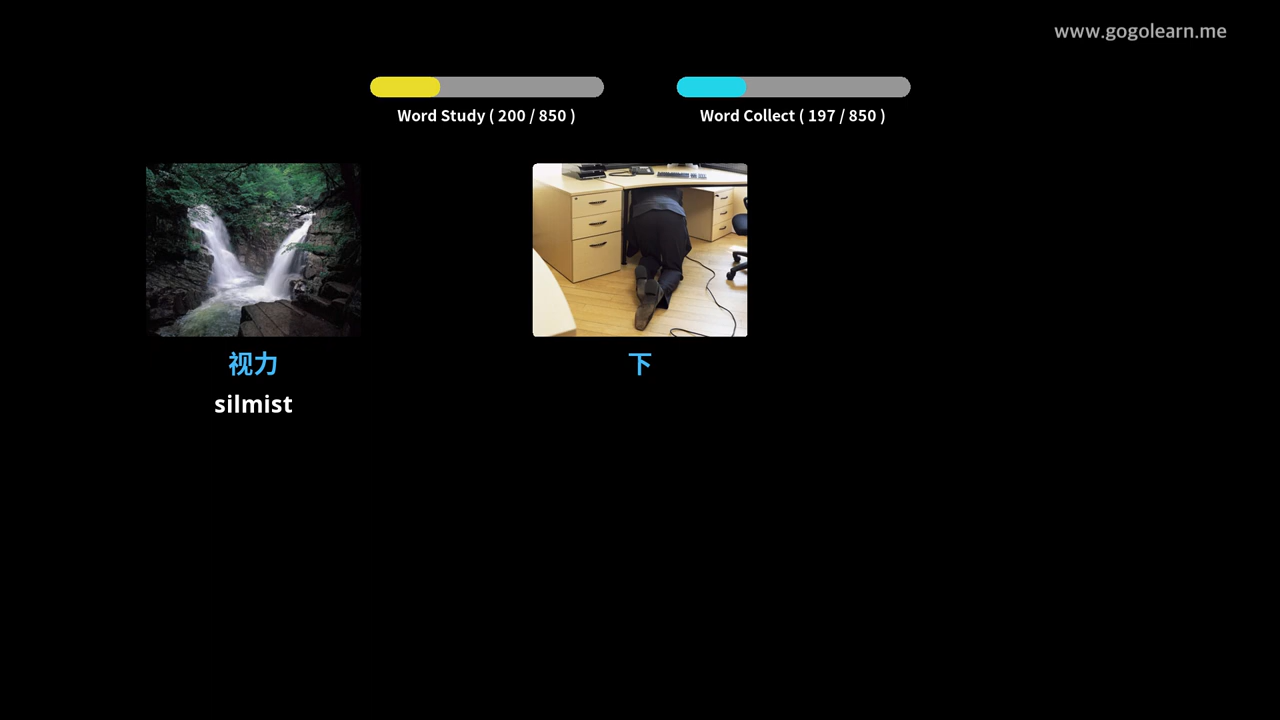 www.gogolearn.me
Word Study ( 200 / 850 )
Word Collect ( 197 / 850 )
视力
下
silmist